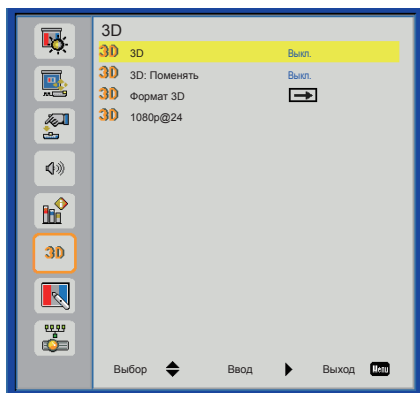 3D
3D 3D Выкл.
3D 3D: Поменять Выкл.
3D Формат 3D
3D 1080p@24
3D
Выбор Ввод Выход Menu